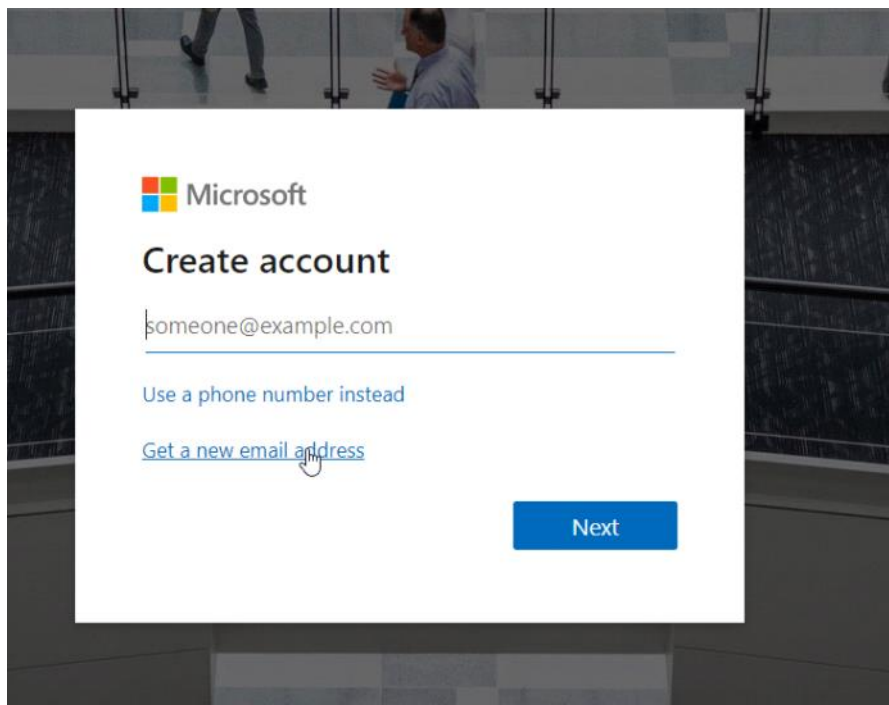 Microsoft
Create account
someone@example.com
Use a phone number instead
Get a new email address
Next